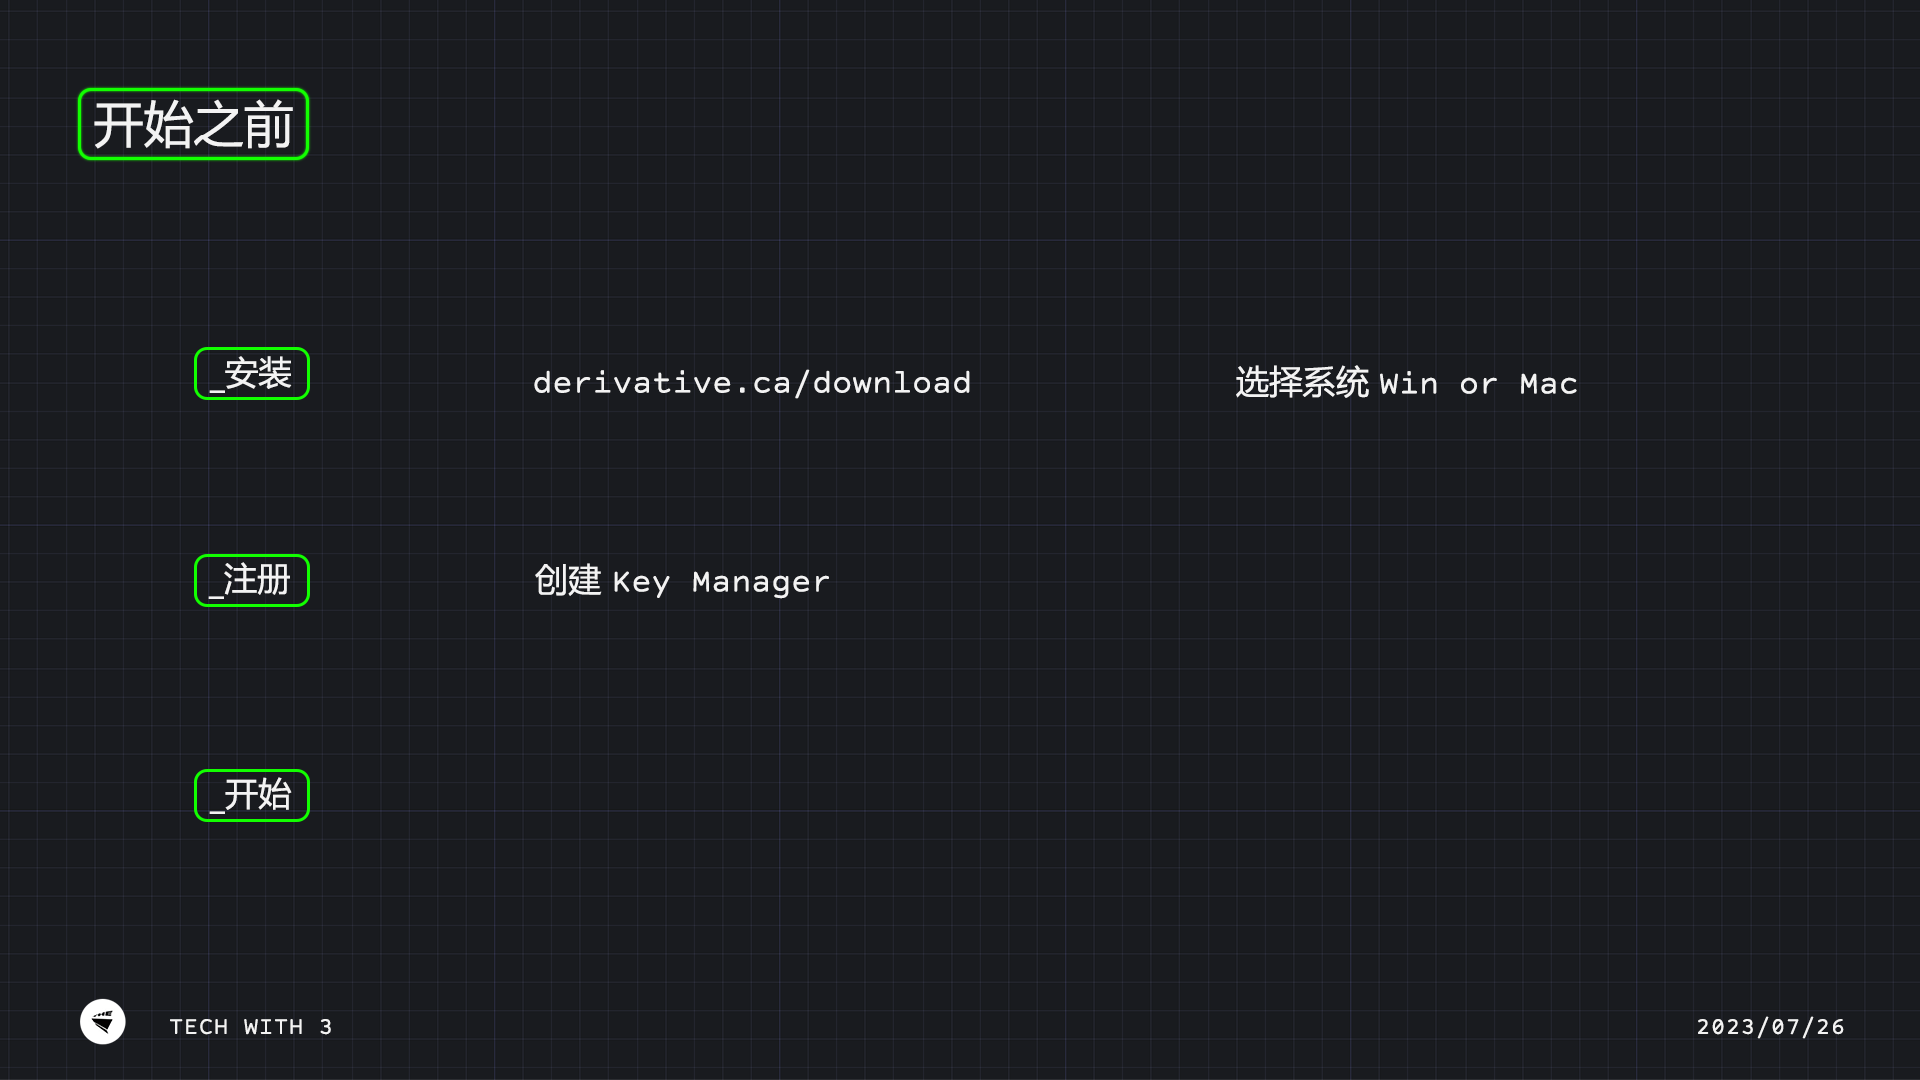 开始之前
_安装
derivative.ca/download
选择系统 Win or Mac
_注册
创建 Key Manager
_开始
TECH WITH 3
2023/07/26